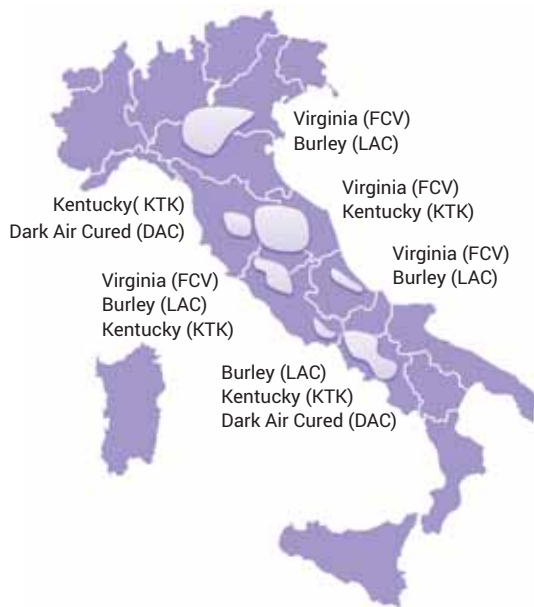 Virginia (FCV)
Burley (LAC)
Virginia (FCV)
Kentucky (KTK)
Kentucky( KTK)
Dark Air Cured (DAC)
Virginia (FCV)
Burley (LAC)
Virginia (FCV)
Burley (LAC)
Kentucky (KTK)
Burley (LAC)
Kentucky (KTK)
Dark Air Cured (DAC)